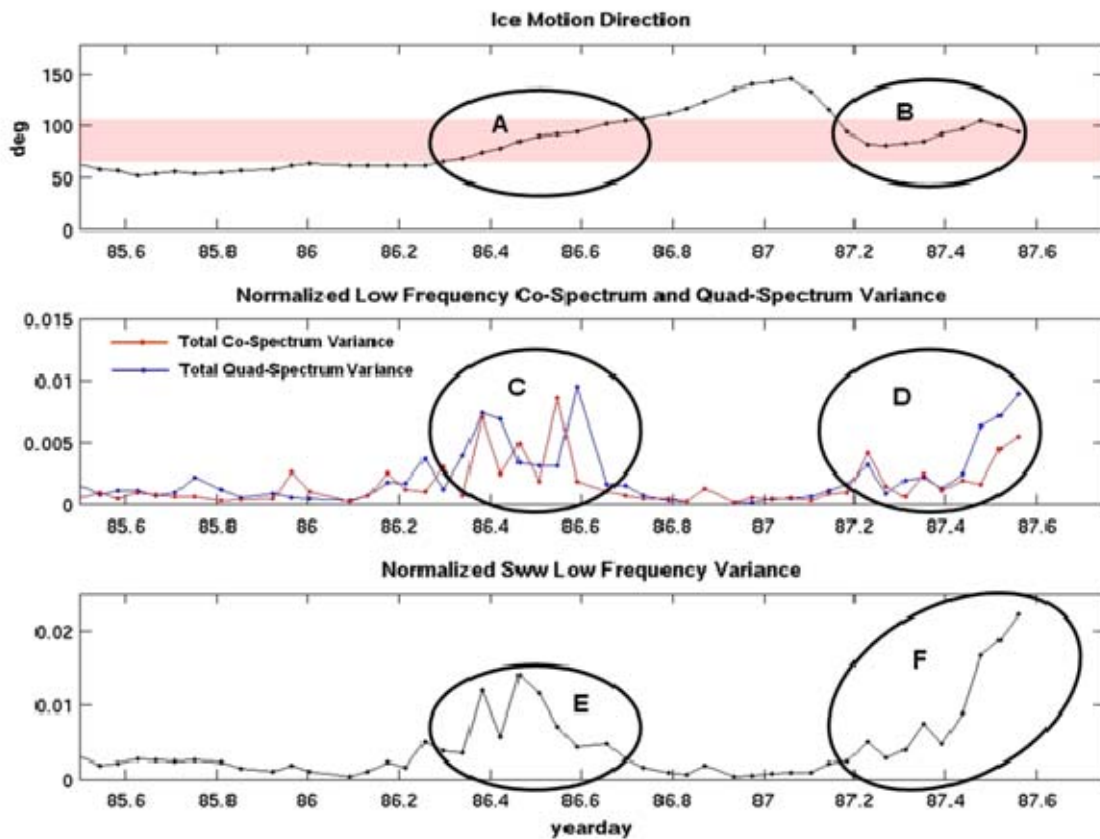 Ice Motion Direction
150
100
50
0
deg
A
B
85.6 85.8 86 86.2 86.4 86.6 86.8 87 87.2 87.4 87.6
Normalized Low Frequency Co-Spectrum and Quad-Spectrum Variance
0.015
0.01
0.005
0
Total Co-Spectrum Variance
Total Quad-Spectrum Variance
C
D
85.6 85.8 86 86.2 86.4 86.6 86.8 87 87.2 87.4 87.6
Normalized Sww Low Frequency Variance
0.02
0.01
0
E
F
85.6 85.8 86 86.2 86.4 86.6 86.8 87 87.2 87.4 87.6
yearday